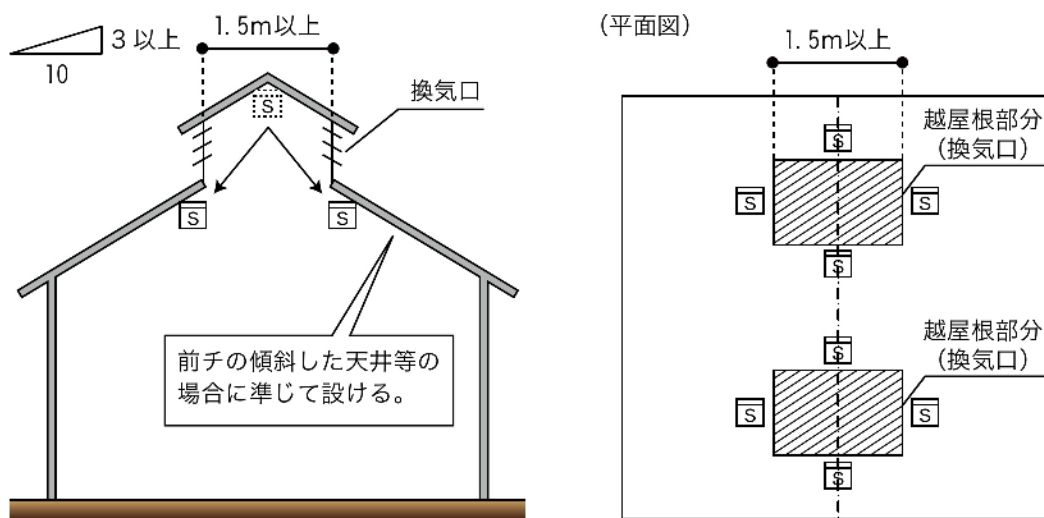 3以上
10
1.5m以上
S
換気口
S
S
前チの傾斜した天井等の
場合に準じて設ける。
(平面図)
1.5m以上
S
越屋根部分
(換気口)
S
S
S
S
越屋根部分
(換気口)
S
S
S